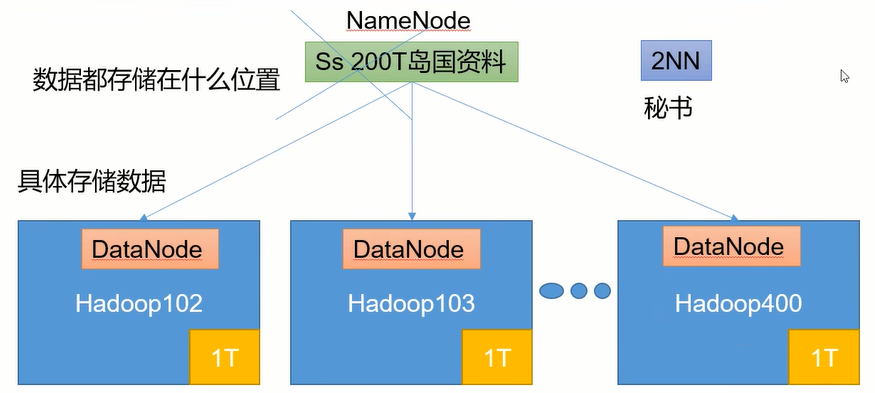 NameNode
Ss 200T岛国资料
2NN
数据都存储在什么位置
秘书
具体存储数据
DataNode
Hadoop102
1T
DataNode
Hadoop103
1T
DataNode
Hadoop400
1T